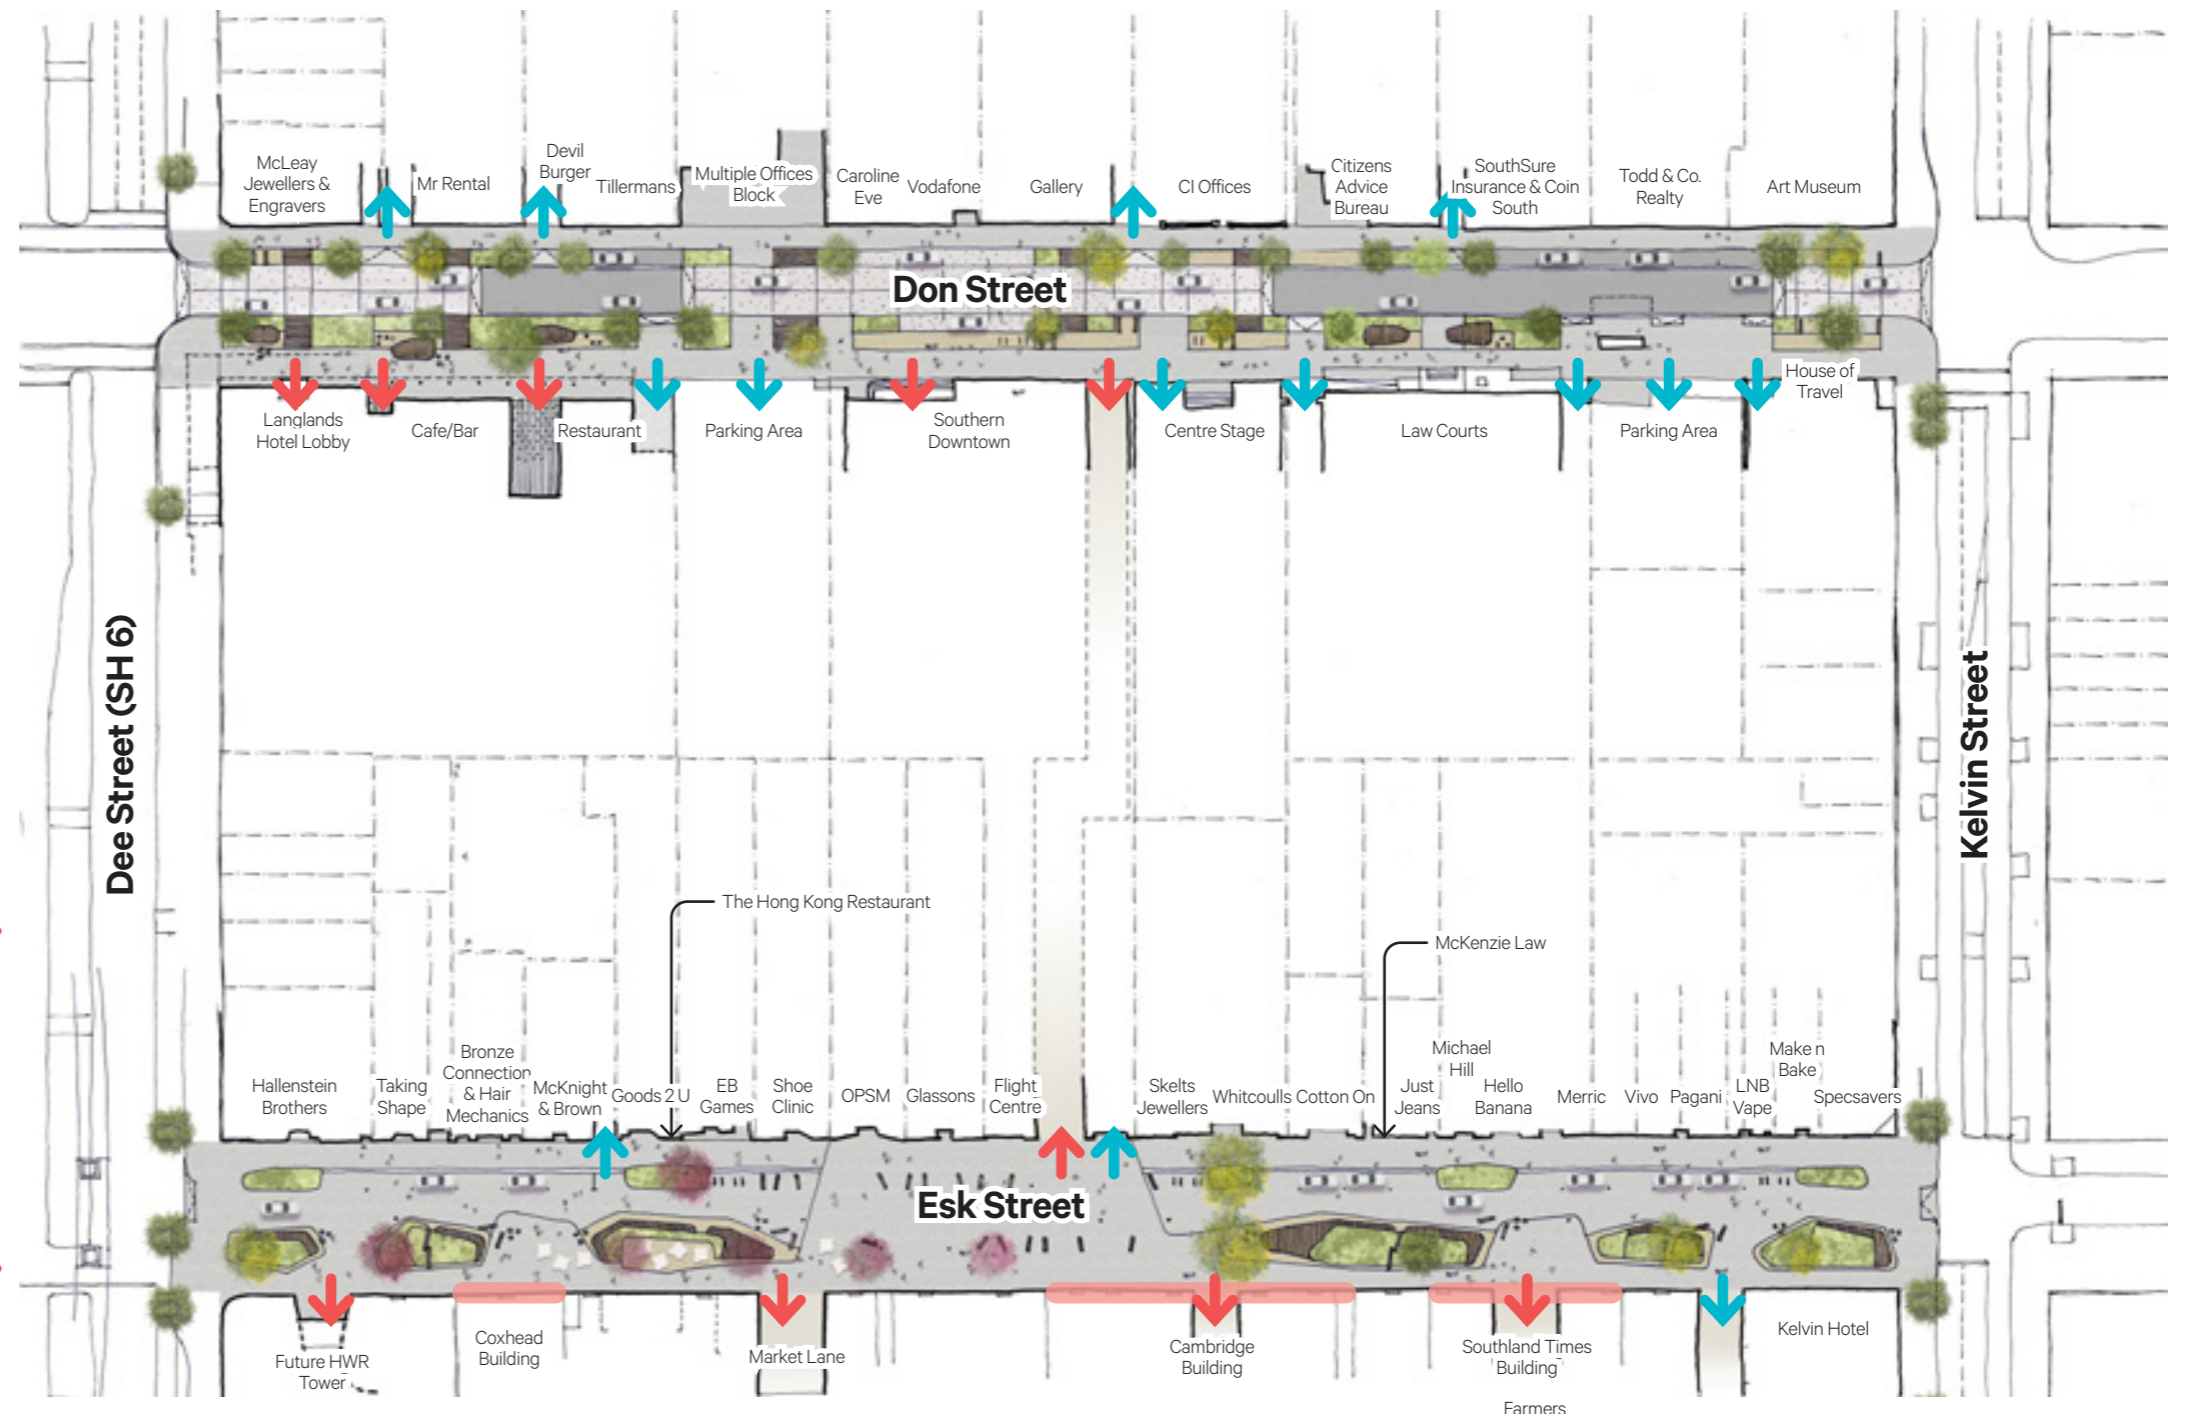 McLeay
Jewellers &
Engravers
Mr Rental
Devil
Burger
Tillermans
Multiple Offices
Block
Caroline
Eve
Vodafone
Gallery
CI Offices
Citizens
Advice
Bureau
SouthSure
Insurance & Coin
South
Todd & Co.
Realty
Art Museum
Don Street
Langlands
Hotel Lobby
Cafe/Bar
Restaurant
Parking Area
Southern
Downtown
Centre Stage
Law Courts
Parking Area
House of
Travel
Dee Street (SH 6)
Kelvin Street
The Hong Kong Restaurant
McKenzie Law
Hallenstein
Brothers
Taking
Shape
Bronze
Connection
& Hair
Mechanics
McKnight
& Brown
Goods 2 U
EB
Games
Shoe
Clinic
OPSM
Glassons
Flight
Centre
Skelts
Jewellers
Whitcoulls
Cotton On
Just
Jeans
Michael
Hill
Hello
Banana
Merric
Vivo
Pagani
LNB
Vape
Make n
Bake
Specsavers
Esk Street
Future HWR
Tower
Coxhead
Building
Market Lane
Cambridge
Building
Southland Times
Building
Farmers
Kelvin Hotel